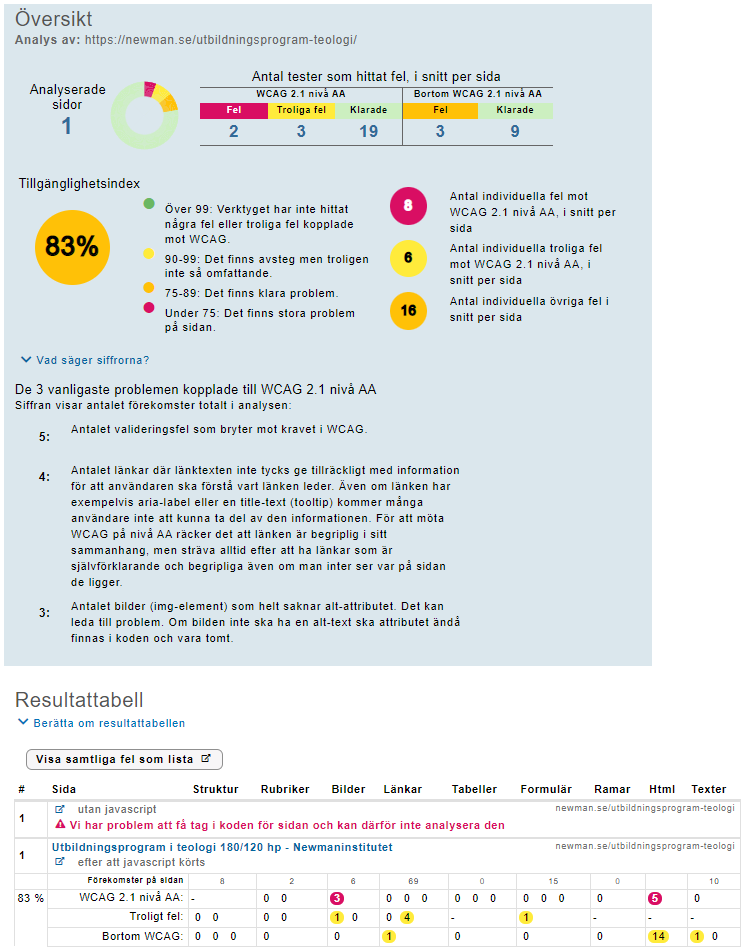 Översikt
Analys av: https://newman.se/utbildningsprogram-teologi/
Analyserade sidor
1
Antal tester som hittat fel, i snitt per sida
WCAG 2.1 nivå AA Bortom WCAG 2.1 nivå AA
Fel Troliga fel Klarade Fel Klarade
2 3 19 3 9
Tillgänglighetsindex
83%
Över 99: Verktyget har inte hittat
några fel eller troliga fel kopplade
mot WCAG.
90-99: Det finns avsteg men troligen
inte så omfattande.
75-89: Det finns klara problem.
Under 75: Det finns stora problem
på sidan.
8
Antal individuella fel mot
WCAG 2.1 nivå AA, i snitt per
sida
6
Antal individuella troliga fel
mot WCAG 2.1 nivå AA, i
snitt per sida
16
Antal individuella övriga fel i
snitt per sida
Vad säger siffrorna?
De 3 vanligaste problemen kopplade till WCAG 2.1 nivå AA
Siffran visar antalet förekomster totalt i analysen:
5: Antalet valideringsfel som bryter mot kravet i WCAG.
4: Antalet länkar där länktexten inte tycks ge tillräckligt med information
för att användaren ska förstå vart länken leder. Även om länken har
exempelvis aria-label eller en title-text (tooltip) kommer många
användare inte att kunna ta del av den informationen. För att möta
WCAG på nivå AA räcker det att länken är begriplig i sitt
sammanhang, men sträva alltid efter att ha länkar som är
självförklarande och begripliga även om man inter ser var på sidan
de ligger.
3: Antalet bilder (img-element) som helt saknar alt-attributet. Det kan
leda till problem. Om bilden inte ska ha en alt-text ska attributet ändå
finnas i koden och vara tomt.
Resultattabell
Berätta om resultattabellen
Visa samtliga fel som lista
# Sida Struktur Rubriker Bilder Länkar Tabeller Formulär Ramar Html Texter
1 utan javascript newman.se/utbildningsprogram-teologi
Vi har problem att få tag i koden för sidan och kan därför inte analysera den
1 Utbildningsprogram i teologi 180/120 hp - Newmaninstitutet newman.se/utbildningsprogram-teologi
efter att javascript körts
Förekomster på sidan 8 2 6 69 0 15 0 10
83 % WCAG 2.1 nivå AA: - 0 0 3 0 0 0 0 0 0 0 0 0 5 0
Troligt fel: 0 0 0 0 1 0 0 4 - 1 - - -
Bortom WCAG: 0 0 0 0 0 1 0 0 0 14 1 0